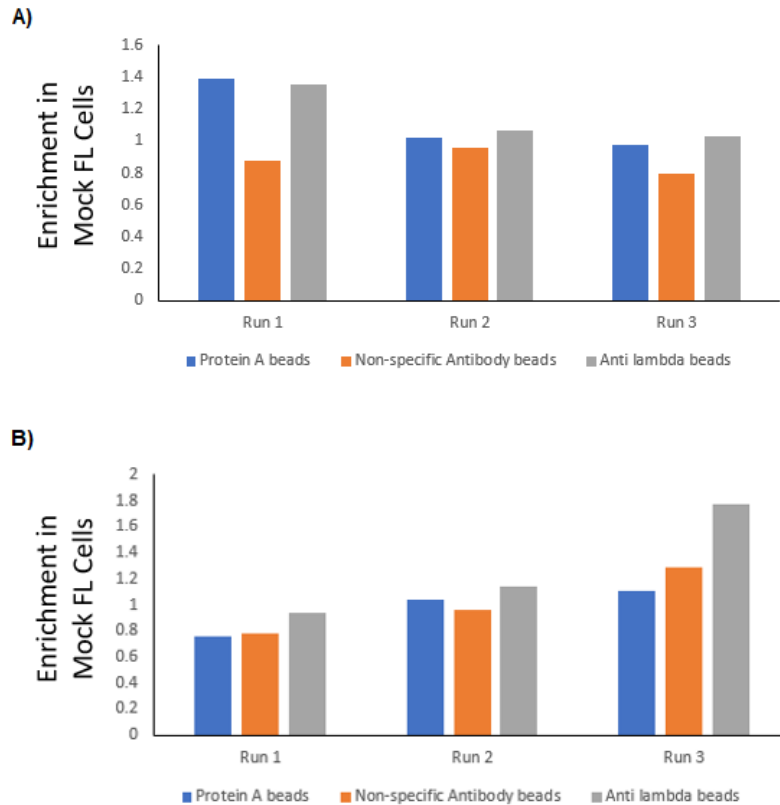 A)
Enrichment in
Mock FL Cells
1.6
1.4
1.2
1
0.8
0.6
0.4
0.2
0
Run 1 Run 2 Run 3
Protein A beads Non-specific Antibody beads Anti lambda beads
B)
Enrichment in
Mock FL Cells
2
1.8
1.6
1.4
1.2
1
0.8
0.6
0.4
0.2
0
Run 1 Run 2 Run 3
Protein A beads Non-specific Antibody beads Anti lambda beads